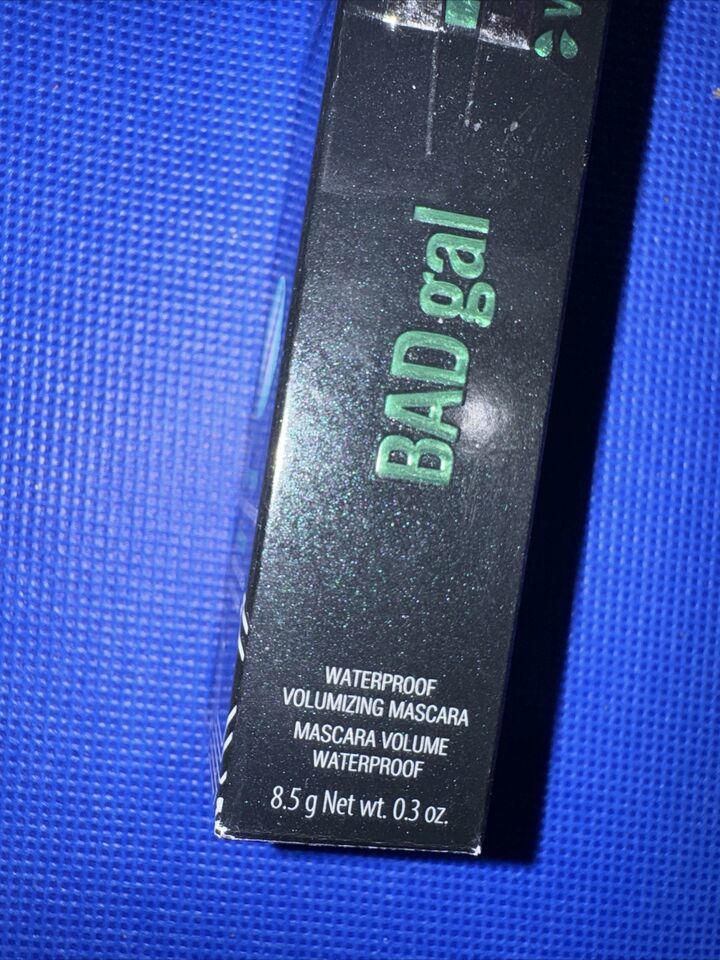 BAD gal
WATERPROOF
VOLUMIZING MASCARA
MASCARA VOLUME
WATERPROOF
8.5 g Net wt. 0.3 oz.